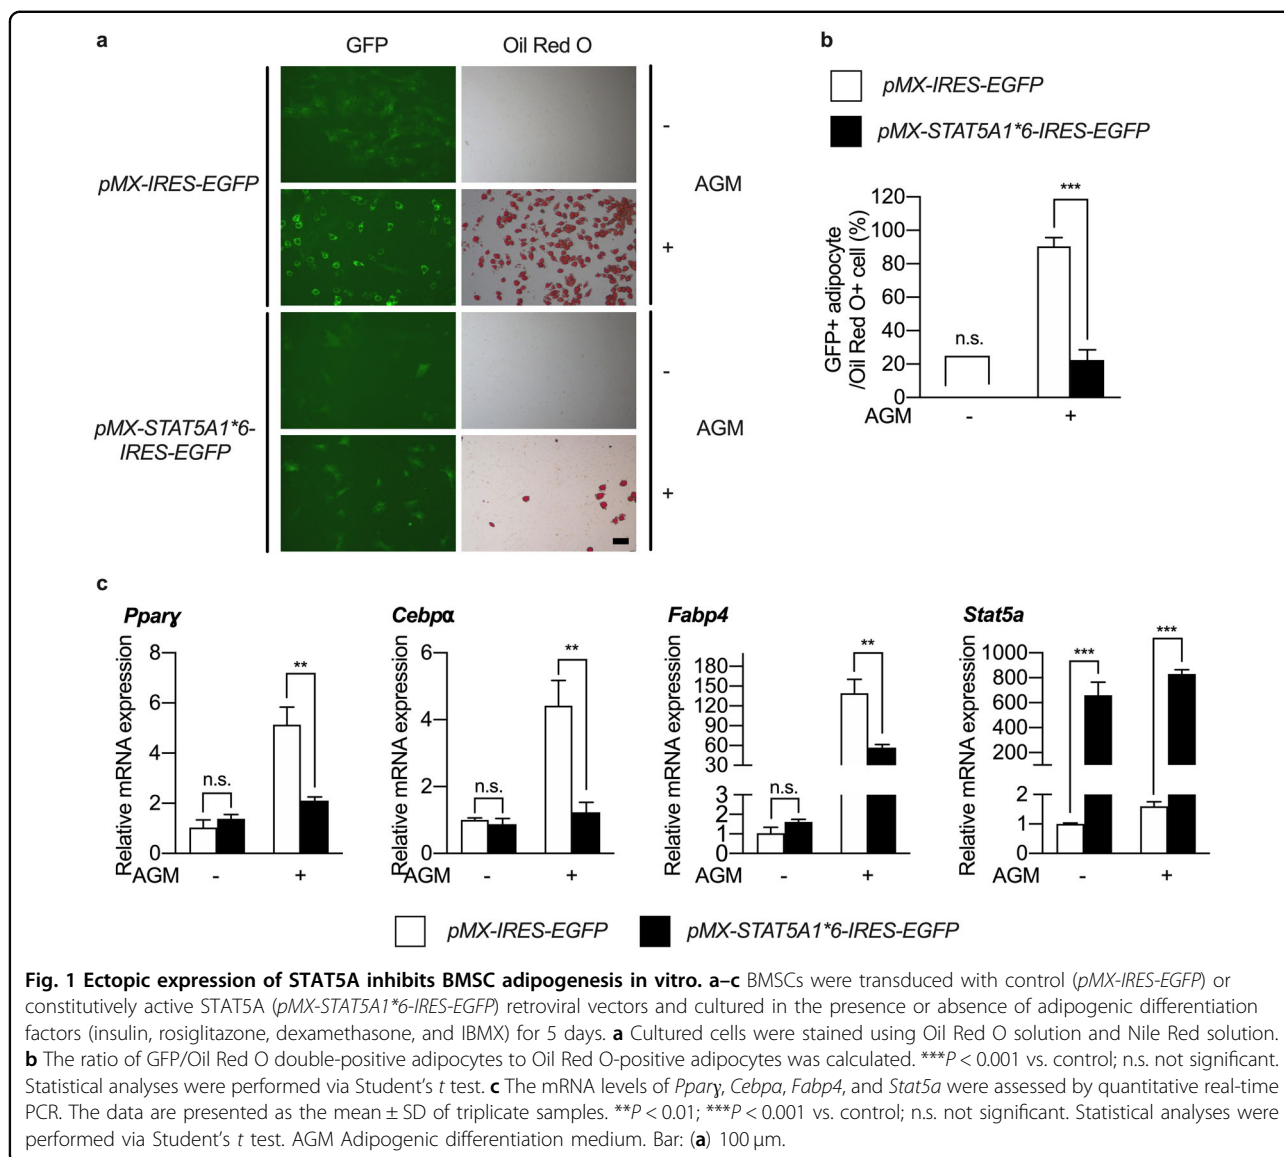 a
GFP
Oil Red O
pMX-IRES-EGFP
-
AGM
+
pMX-STAT5A1*6-
IRES-EGFP
-
AGM
+
b
pMX-IRES-EGFP
pMX-STAT5A1*6-IRES-EGFP
GFP+ adipocyte
/Oil Red O+ cell (%)
120
100
80
60
40
20
0
n.s.
***
AGM - +
c
Pparɣ
Relative mRNA expression
8
6
4
2
0
n.s.
**
AGM - +
Cebpα
Relative mRNA expression
6
4
2
0
n.s.
**
AGM - +
Fabp4
Relative mRNA expression
180
150
120
90
60
30
3
2
1
0
n.s.
**
AGM - +
Stat5a
Relative mRNA expression
1000
800
600
400
200
2
1
0
***
***
AGM - +
pMX-IRES-EGFP
pMX-STAT5A1*6-IRES-EGFP
Fig. 1 Ectopic expression of STAT5A inhibits BMSC adipogenesis in vitro. a–c BMSCs were transduced with control (pMX-IRES-EGFP) or
constitutively active STAT5A (pMX-STAT5A1*6-IRES-EGFP) retroviral vectors and cultured in the presence or absence of adipogenic differentiation
factors (insulin, rosiglitazone, dexamethasone, and IBMX) for 5 days. a Cultured cells were stained using Oil Red O solution and Nile Red solution.
b The ratio of GFP/Oil Red O double-positive adipocytes to Oil Red O-positive adipocytes was calculated. ***P < 0.001 vs. control; n.s. not significant.
Statistical analyses were performed via Student's t test. c The mRNA levels of Pparɣ, Cebpα, Fabp4, and Stat5a were assessed by quantitative real-time
PCR. The data are presented as the mean ± SD of triplicate samples. **P < 0.01; ***P < 0.001 vs. control; n.s. not significant. Statistical analyses were
performed via Student's t test. AGM Adipogenic differentiation medium. Bar: (a) 100 μm.